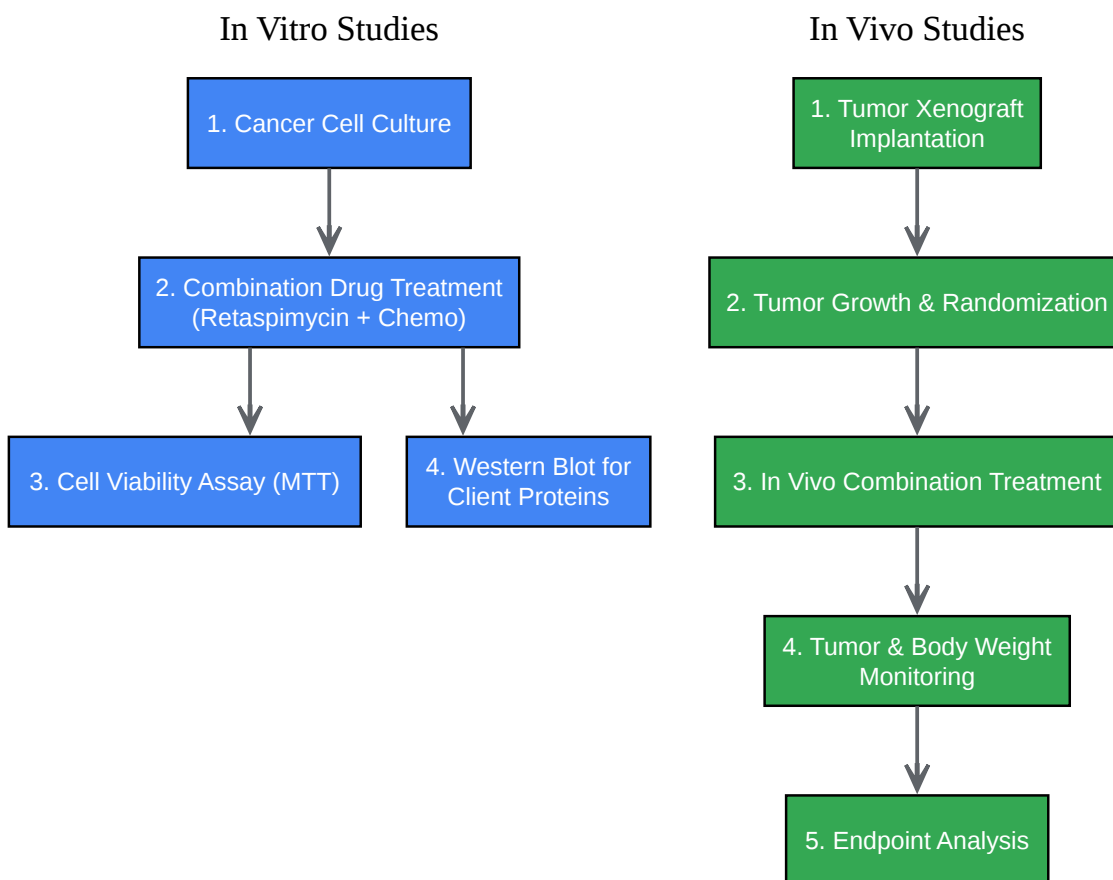 In Vitro Studies
1. Cancer Cell Culture
2. Combination Drug Treatment
(Retaspimycin + Chemo)
3. Cell Viability Assay (MTT)
4. Western Blot for
Client Proteins
In Vivo Studies
1. Tumor Xenograft
Implantation
2. Tumor Growth & Randomization
3. In Vivo Combination Treatment
4. Tumor & Body Weight
Monitoring
5. Endpoint Analysis